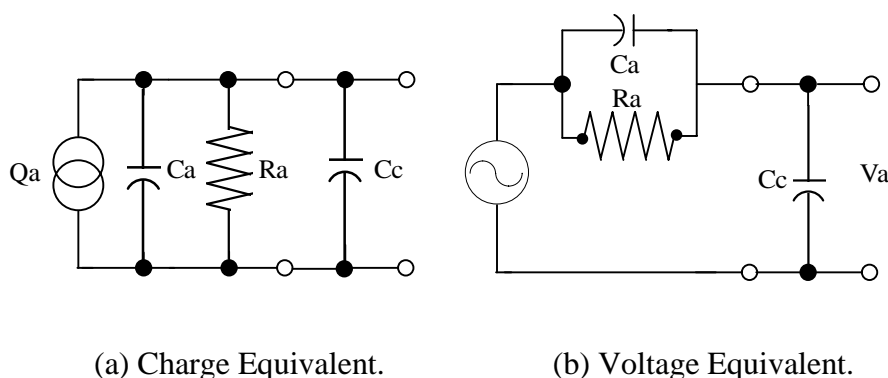 Qa
Ca
Ra
Cc
(a) Charge Equivalent.
Ca
Ra
Cc
Va
(b) Voltage Equivalent.